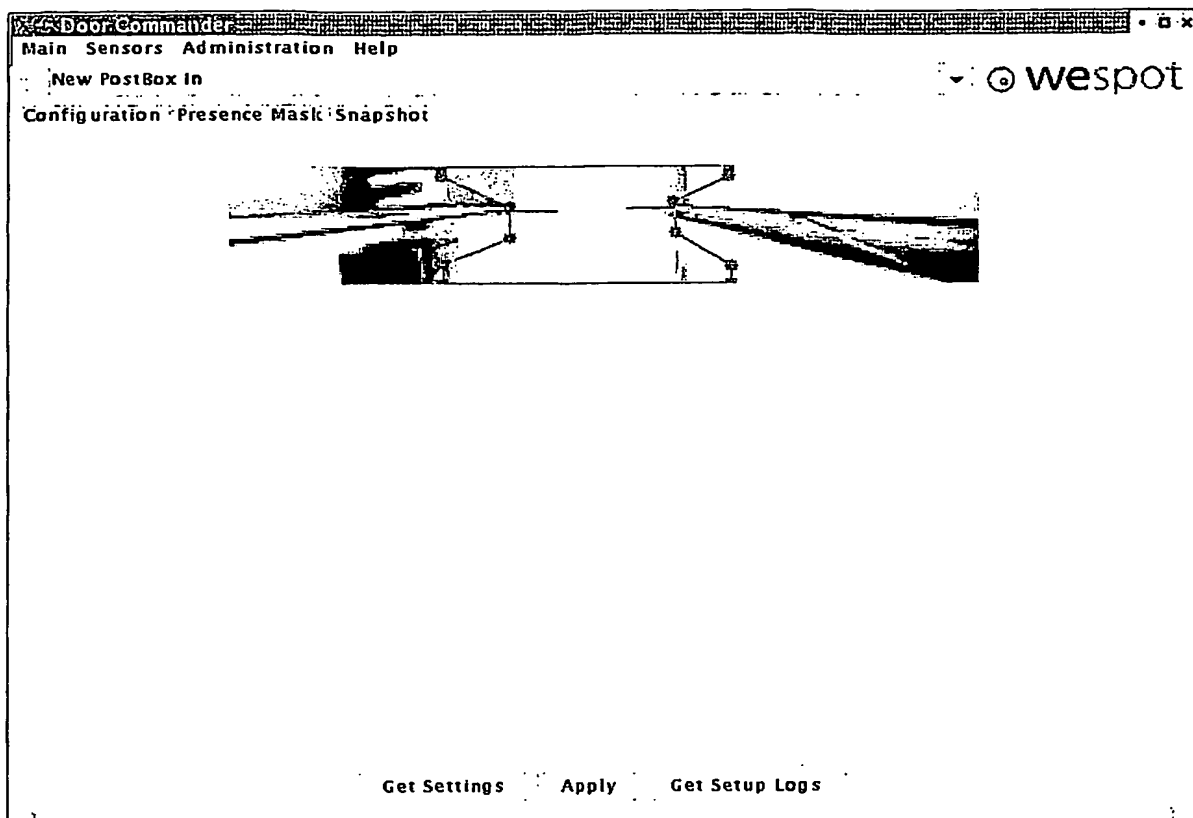 Door Commander
Main Sensors Administration Help
New PostBox In
wespot
Configuration Presence Mask Snapshot
Get Settings Apply Get Setup Logs